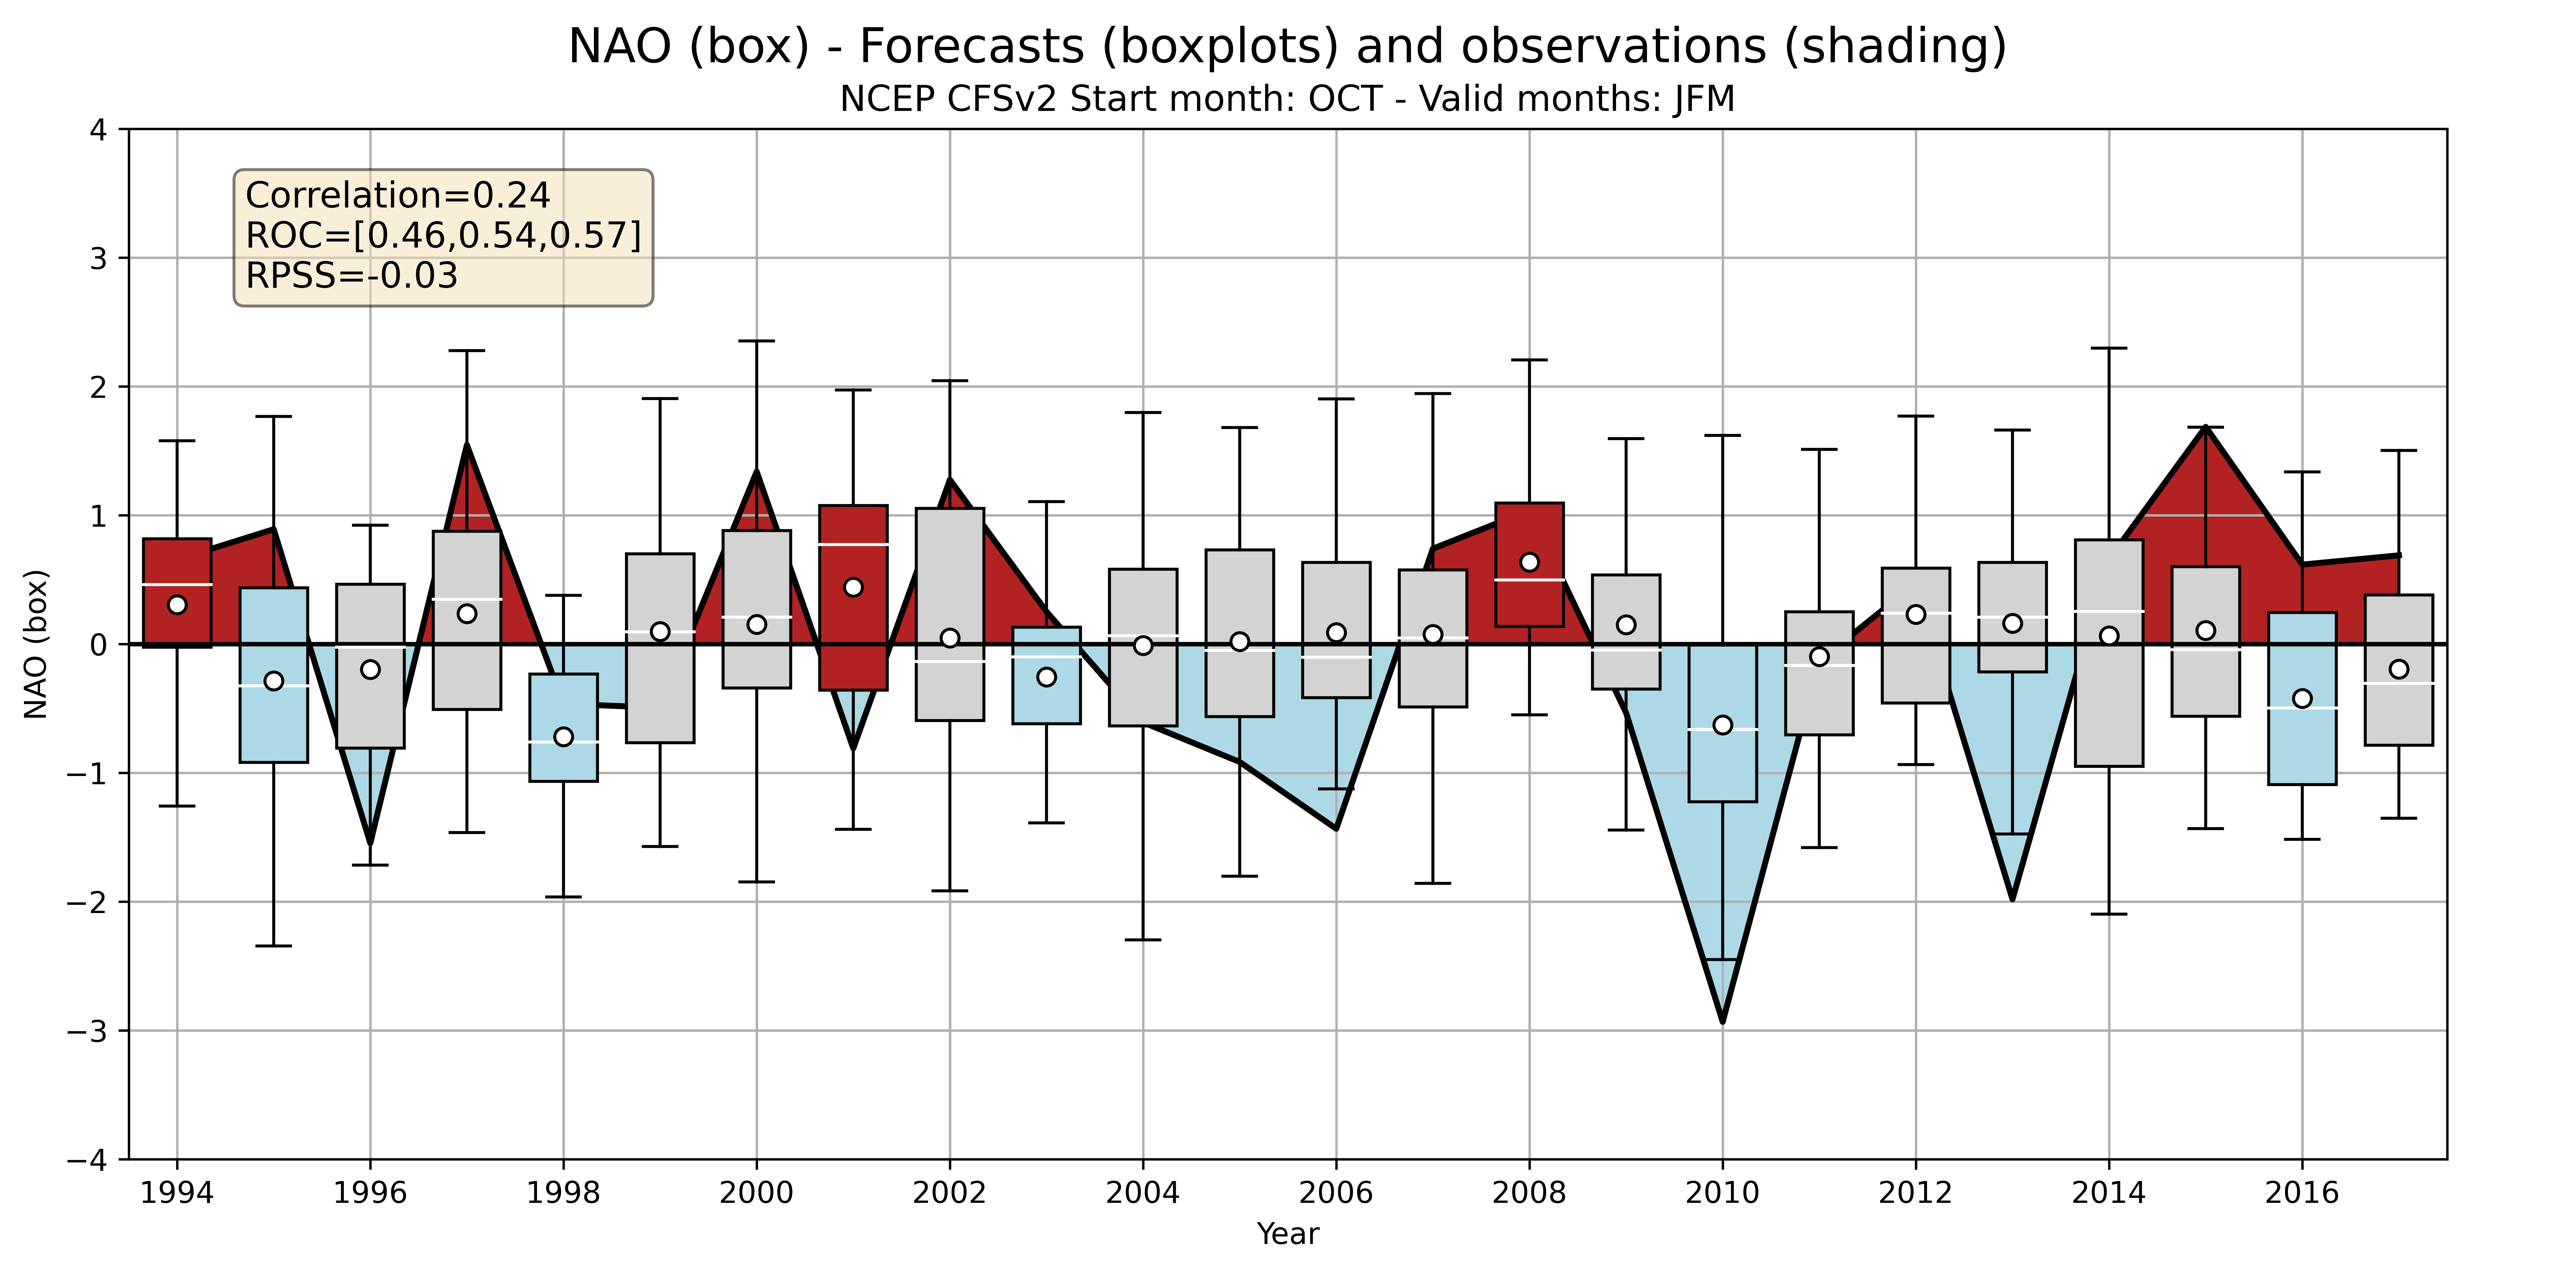 NAO (box) - Forecasts (boxplots) and observations (shading)
NCEP CFSv2 Start month: OCT - Valid months: JFM
Correlation=0.24
ROC=[0.46,0.54,0.57]
RPSS=-0.03
NAO (box)
4
3
2
1
0
−1
−2
−3
−4
1994 1996 1998 2000 2002 2004 2006 2008 2010 2012 2014 2016
Year